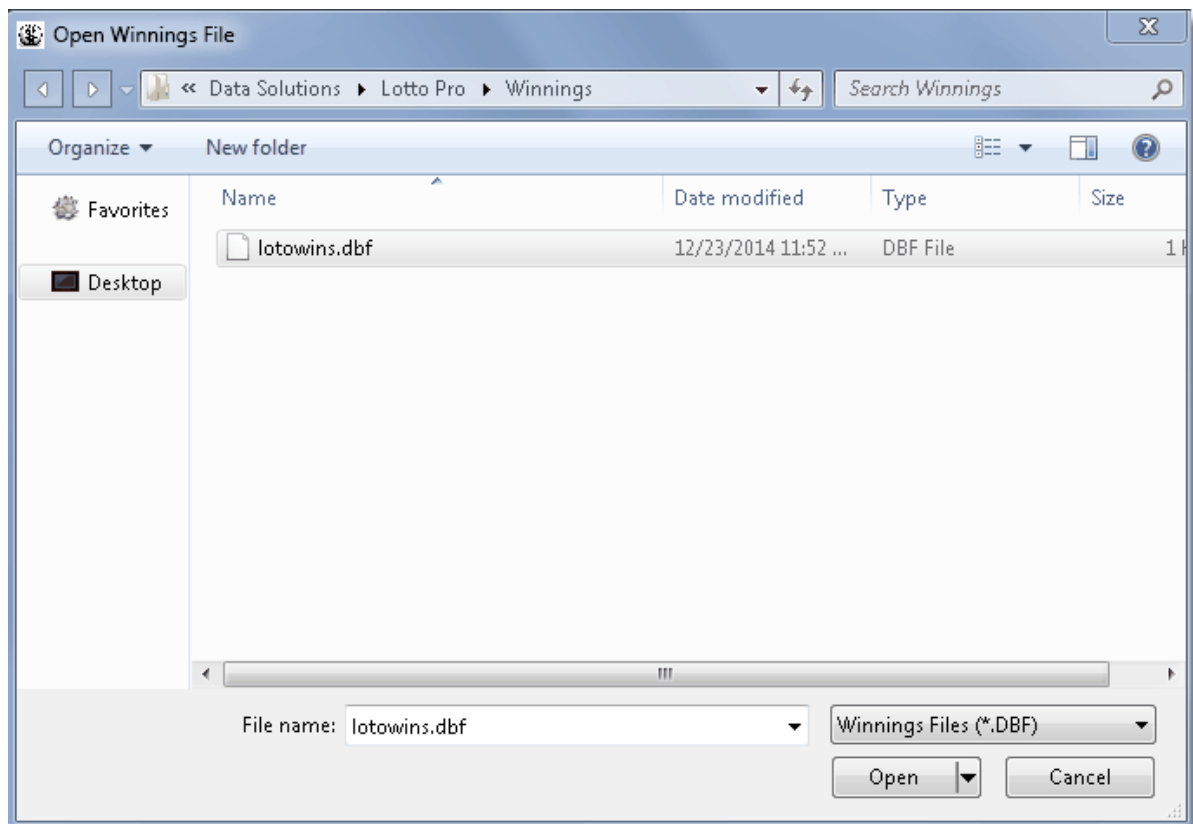 Open Winnings File
« Data Solutions Lotto Pro Winnings Search Winnings
Organize New folder
Favorites
Desktop
Name Date modified Type Size
lotowins.dbf 12/23/2014 11:52 ... DBF File 1
File name: lotowins.dbf Winnings Files (*.DBF)
Open Cancel